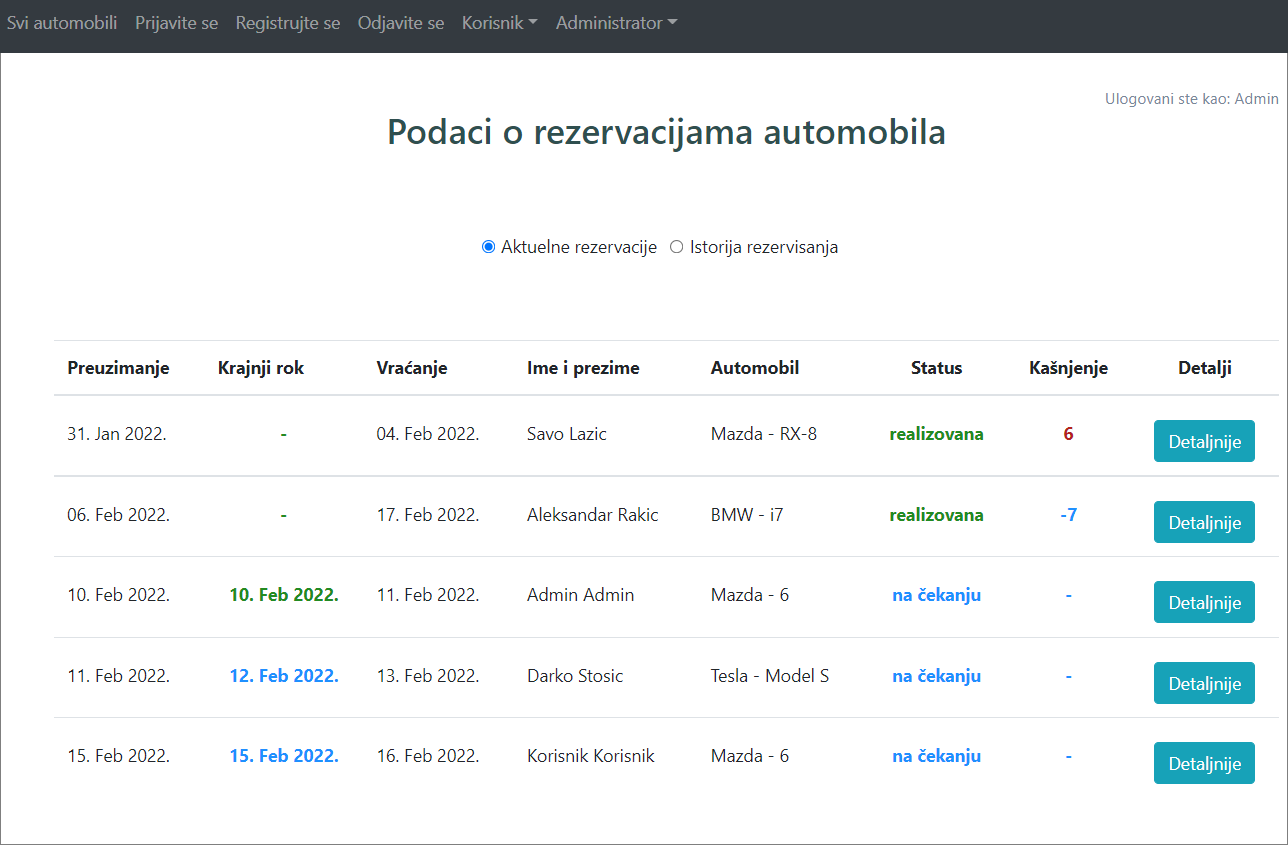 Svi automobili Prijavite se Registrujte se Odjavite se Korisnik Administrator
Ulogovani ste kao: Admin
Podaci o rezervacijama automobila
Aktuelne rezervacije Istorija rezervisanja
Preuzimanje Krajnji rok Vraćanje Ime i prezime Automobil Status Kašnjenje Detalji
31. Jan 2022. - 04. Feb 2022. Savo Lazic Mazda - RX-8 realizovana 6 Detaljnije
06. Feb 2022. - 17. Feb 2022. Aleksandar Rakic BMW - i7 realizovana -7 Detaljnije
10. Feb 2022. 10. Feb 2022. 11. Feb 2022. Admin Admin Mazda - 6 na čekanju - Detaljnije
11. Feb 2022. 12. Feb 2022. 13. Feb 2022. Darko Stosic Tesla - Model S na čekanju - Detaljnije
15. Feb 2022. 15. Feb 2022. 16. Feb 2022. Korisnik Korisnik Mazda - 6 na čekanju - Detaljnije